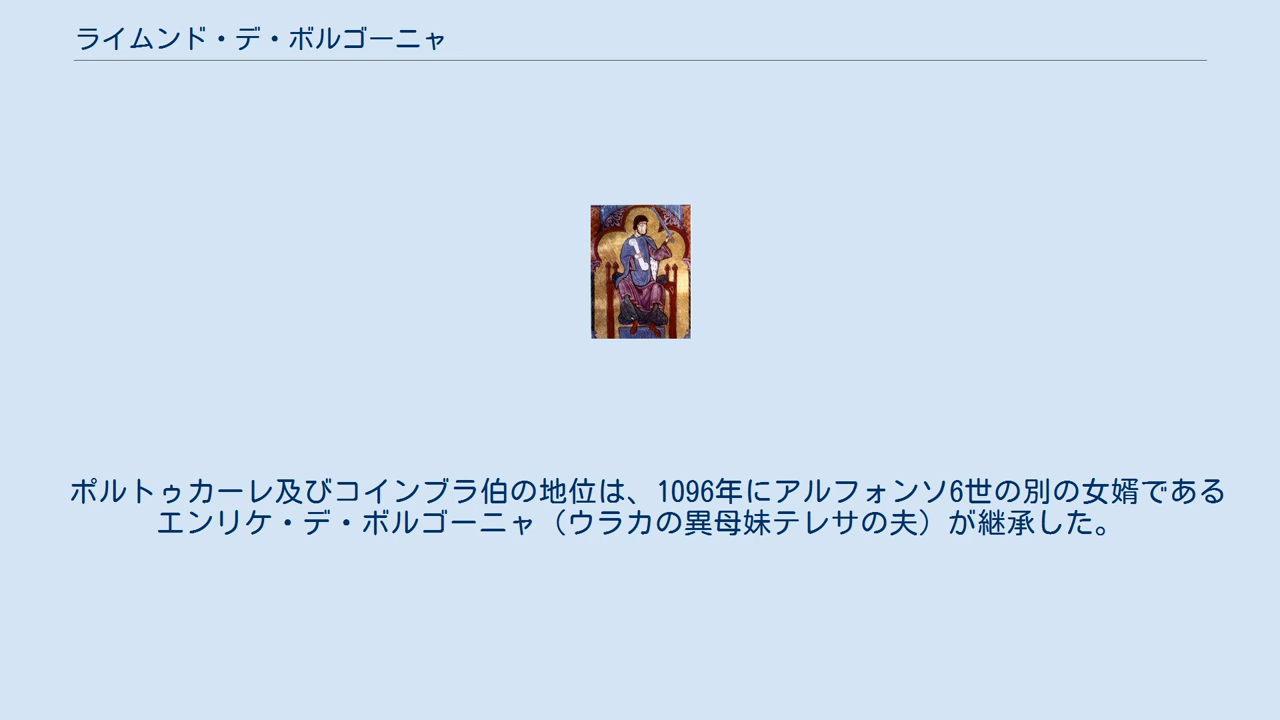 ライムンド・デ・ボルゴーニャ
ポルトゥカーレ及びコインブラ伯の地位は、1096年にアルフォンソ6世の別の女婿である
エンリケ・デ・ボルゴーニャ（ウラカの異母妹テレサの夫）が継承した。